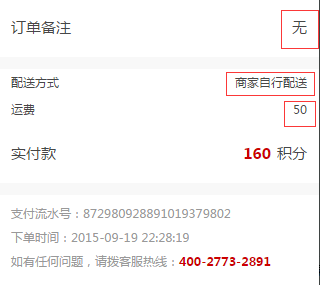 订单备注 无
配送方式 商家自行配送
运费 50
实付款 160 积分
支付流水号：872980928891019379802
下单时间：2015-09-19 22:28:19
如有任何问题，请拨客服热线：400-2773-2891